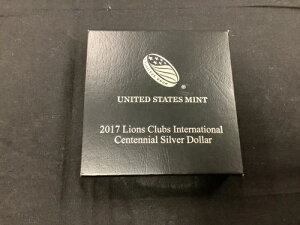 UNITED STATES MINT
2017 Lions Clubs International
Centennial Silver Dollar